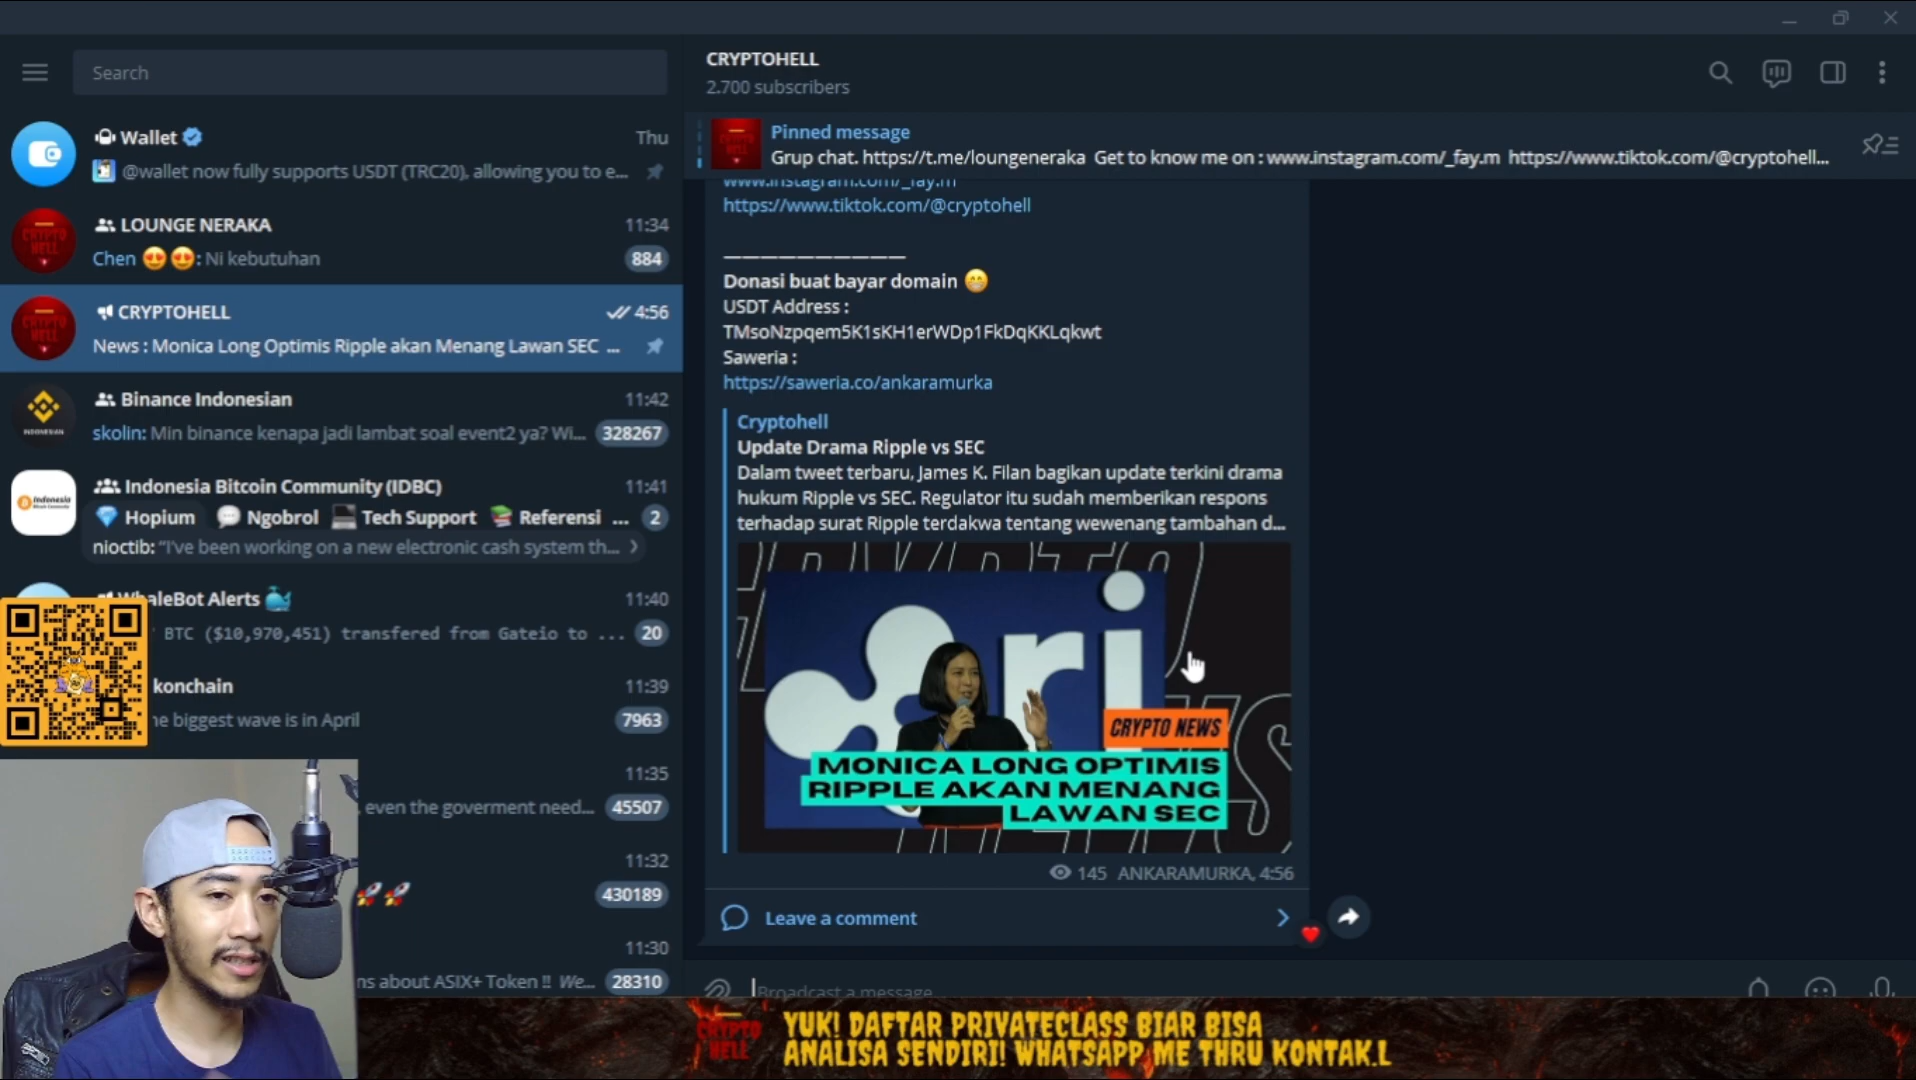 Search
Wallet
Thu
@wallet now fully supports USDT (TRC20), allowing you to e...
LOUNGE NERAKA
11:34
Chen 😍 😍: Ni kebutuhan
884
CRYPTOHELL
4:56
News : Monica Long Optimis Ripple akan Menang Lawan SEC ...
Binance Indonesian
11:42
skolin: Min binance kenapa jadi lambat soal event2 ya? Wi...
328267
Indonesia Bitcoin Community (IDBC)
11:41
💎 Hopium 💬 Ngobrol 💻 Tech Support 📚 Referensi ...
2
nioctib: “I've been working on a new electronic cash system th...
WhaleBot Alerts 🐳
11:40
BTC ($10,970,451) transfered from Gateio to ...
20
konchain
11:39
e biggest wave is in April
7963
11:35
even the goverment need...
45507
11:32
🚀 🚀
430189
11:30
ns about ASIX+ Token !! We...
28310
CRYPTOHELL
2.700 subscribers
Pinned message
Grup chat. https://t.me/loungeneraka Get to know me on : www.instagram.com/_fay.m https://www.tiktok.com/@cryptohell...
www.instagram.com/_fay.m
https://www.tiktok.com/@cryptohell
——————————
Donasi buat bayar domain 😁
USDT Address :
TMsoNzpqem5K1sKH1erWDp1FkDqKKLqkwt
Saweria :
https://saweria.co/ankaramurka
Cryptohell
Update Drama Ripple vs SEC
Dalam tweet terbaru, James K. Filan bagikan update terkini drama
hukum Ripple vs SEC. Regulator itu sudah memberikan respons
terhadap surat Ripple terdakwa tentang wewenang tambahan d...
ri
CRYPTO NEWS
MONICA LONG OPTIMIS
RIPPLE AKAN MENANG
LAWAN SEC
145 ANKARAMURKA, 4:56
Leave a comment
Broadcast a message
CRYPTO
HELL
YUK! DAFTAR PRIVATECLASS BIAR BISA
ANALISA SENDIRI! WHATSAPP ME THRU KONTAK.L